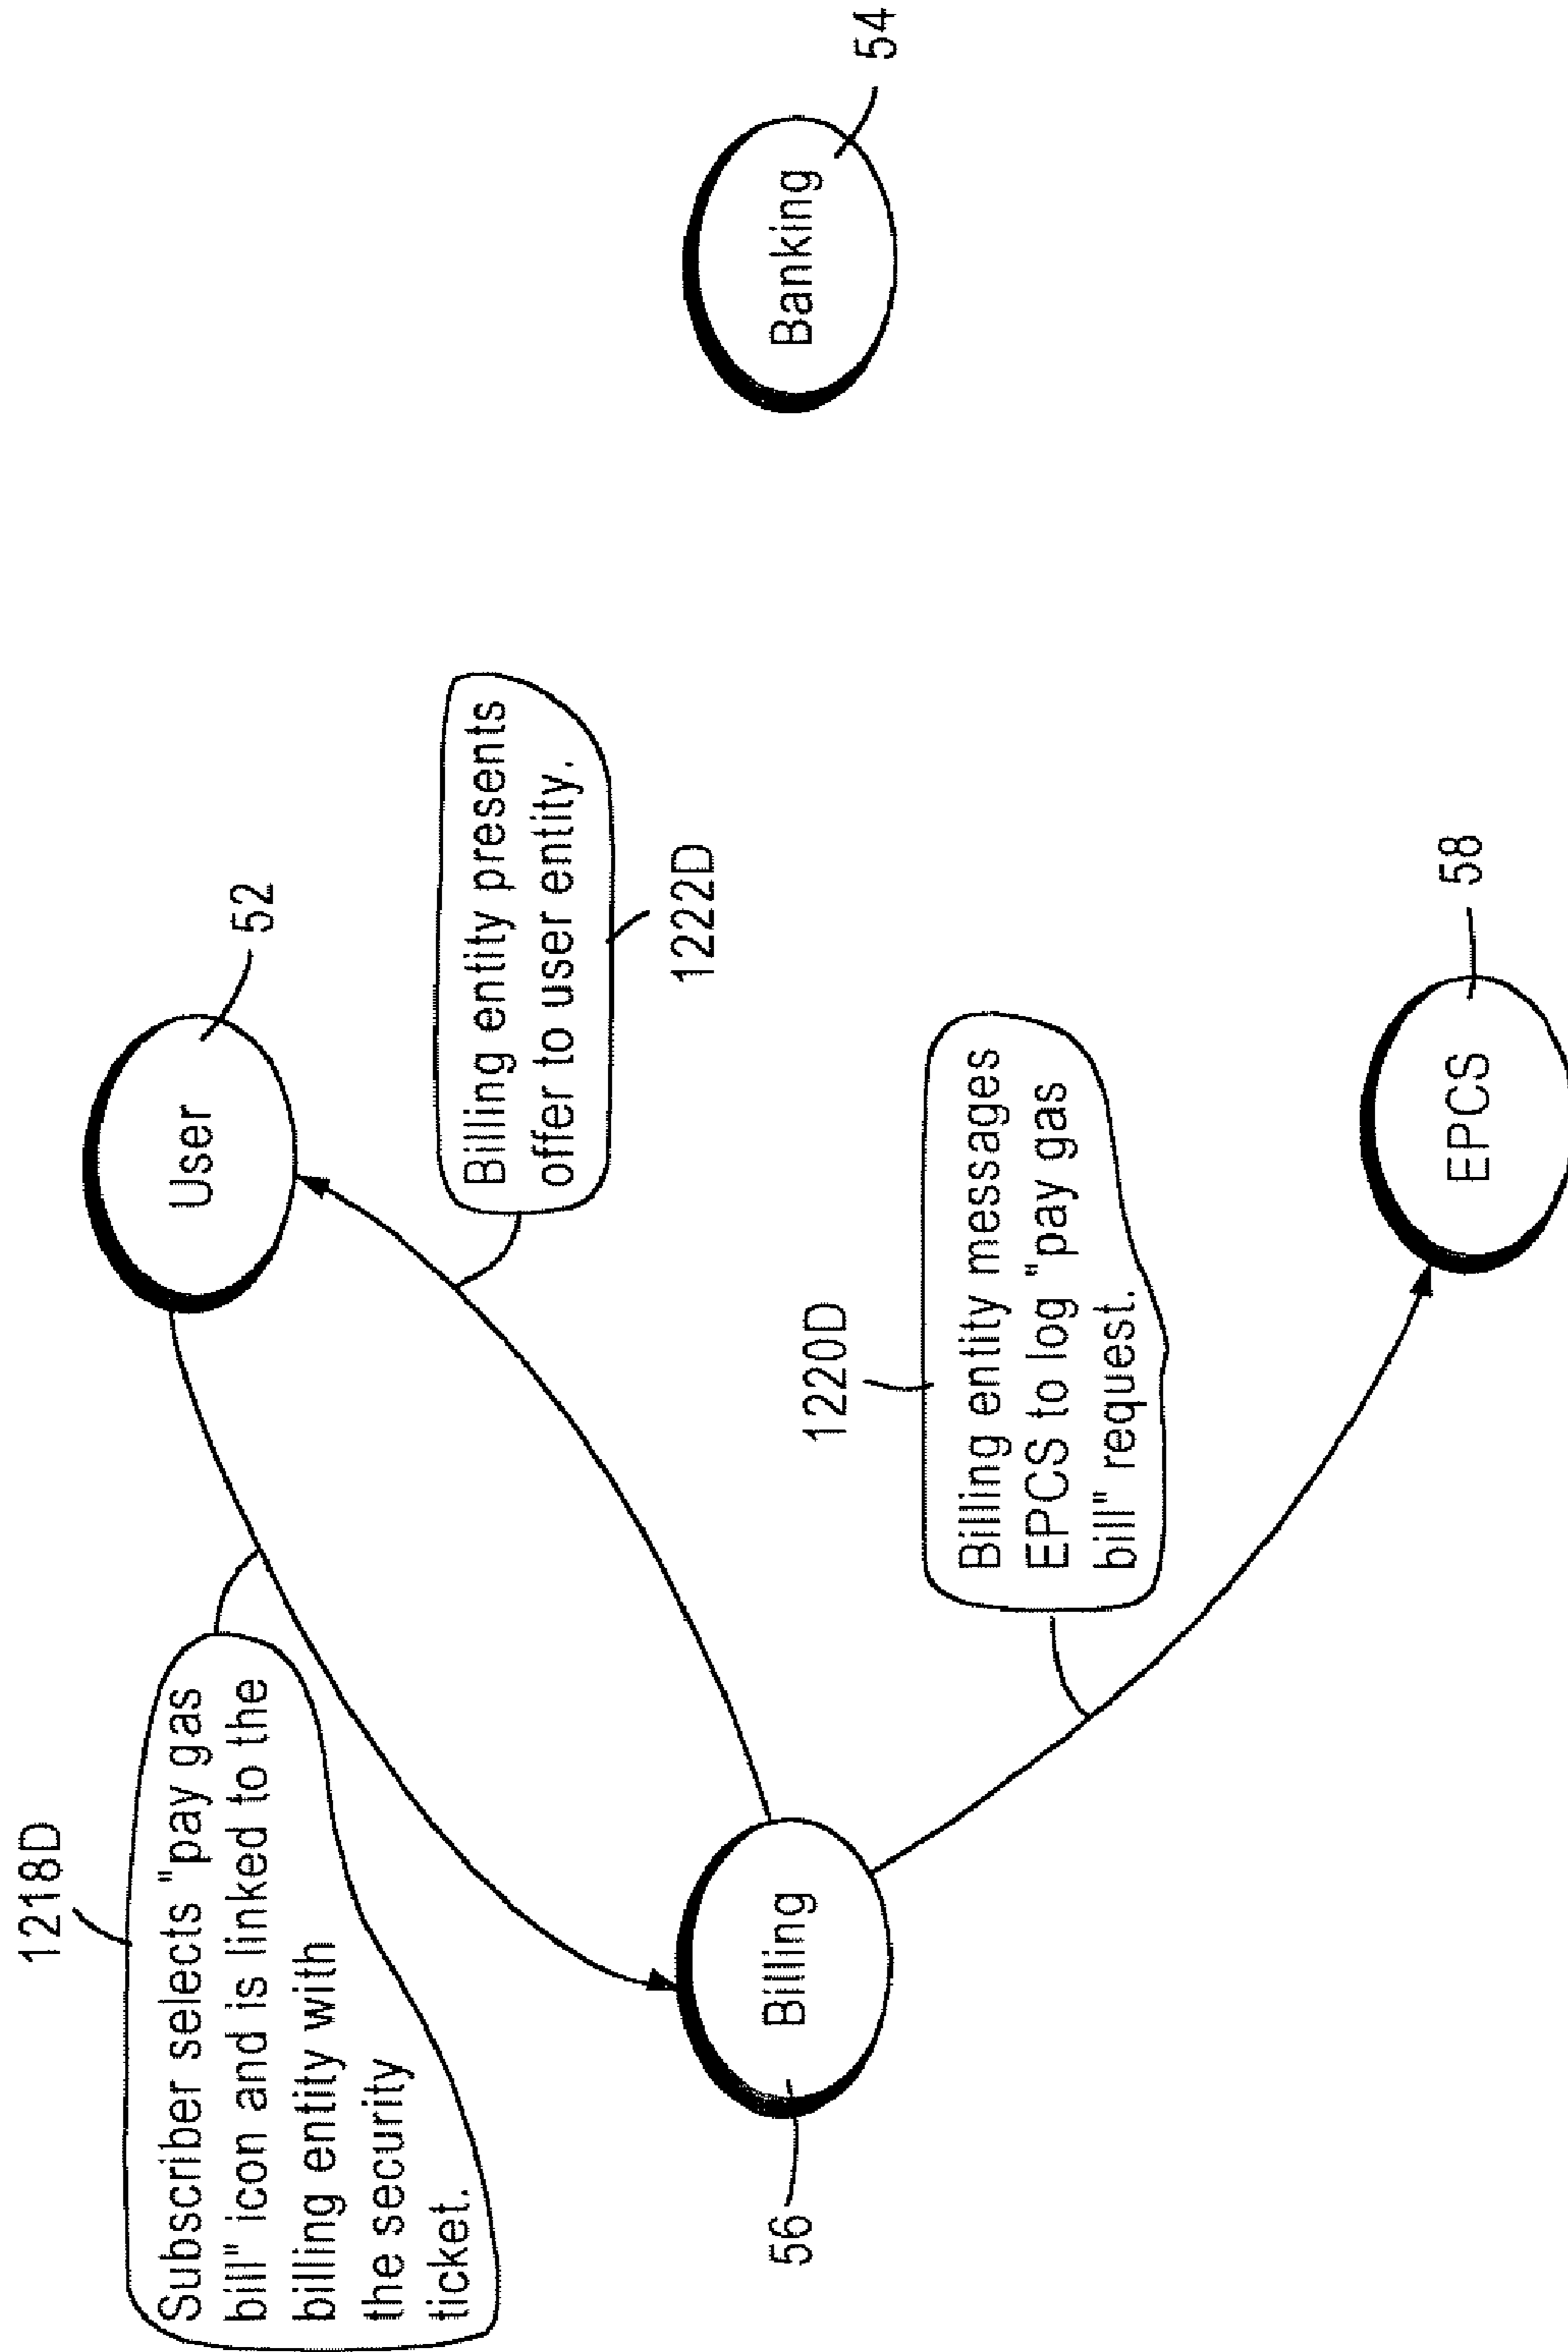 1218D
Subscriber selects "pay gas
bill" icon and is linked to the
billing entity with
the security
ticket.
User
52
Billing entity presents
offer to user entity.
1222D
Billing
56
Banking
54
1220D
Billing entity messages
EPCS to log "pay gas
bill" request.
EPCS
58